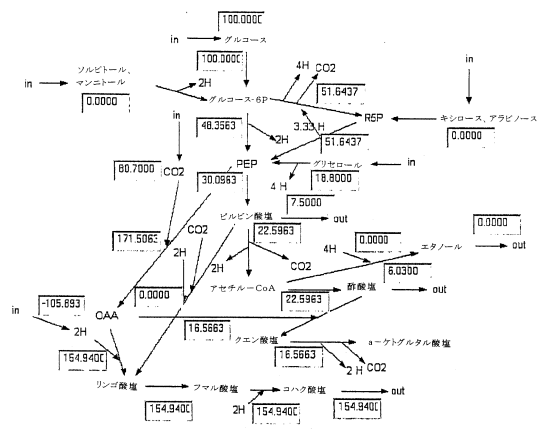 100.0000
in グルコース
100.0000
4H CO2
in
ソルビトール、
マンニトール
in
2H
51.6437
0.0000
グルコース-6P
R5P
キシロース、アラビノース
in
3.33 H
48.3563
2H
51.6437
0.0000
PEP
グリセロール
in
80.7000
CO2
30.0963
4 H
18.8000
7.5000
ピルビン酸塩
out
0.0000
171.5063
CO2
22.5963
0.0000
4H
エタノール
out
2H
2H
CO2
6.0300
-105.893
0.0000
アセチルーCoA
酢酸塩
out
in
OAA
22.5963
2H
16.5663
クエン酸塩
a-ケトグルタル酸塩
154.9400
16.5663
2 H CO2
リンゴ酸塩
フマル酸塩
コハク酸塩
out
154.9400
2H
154.9400
154.9400